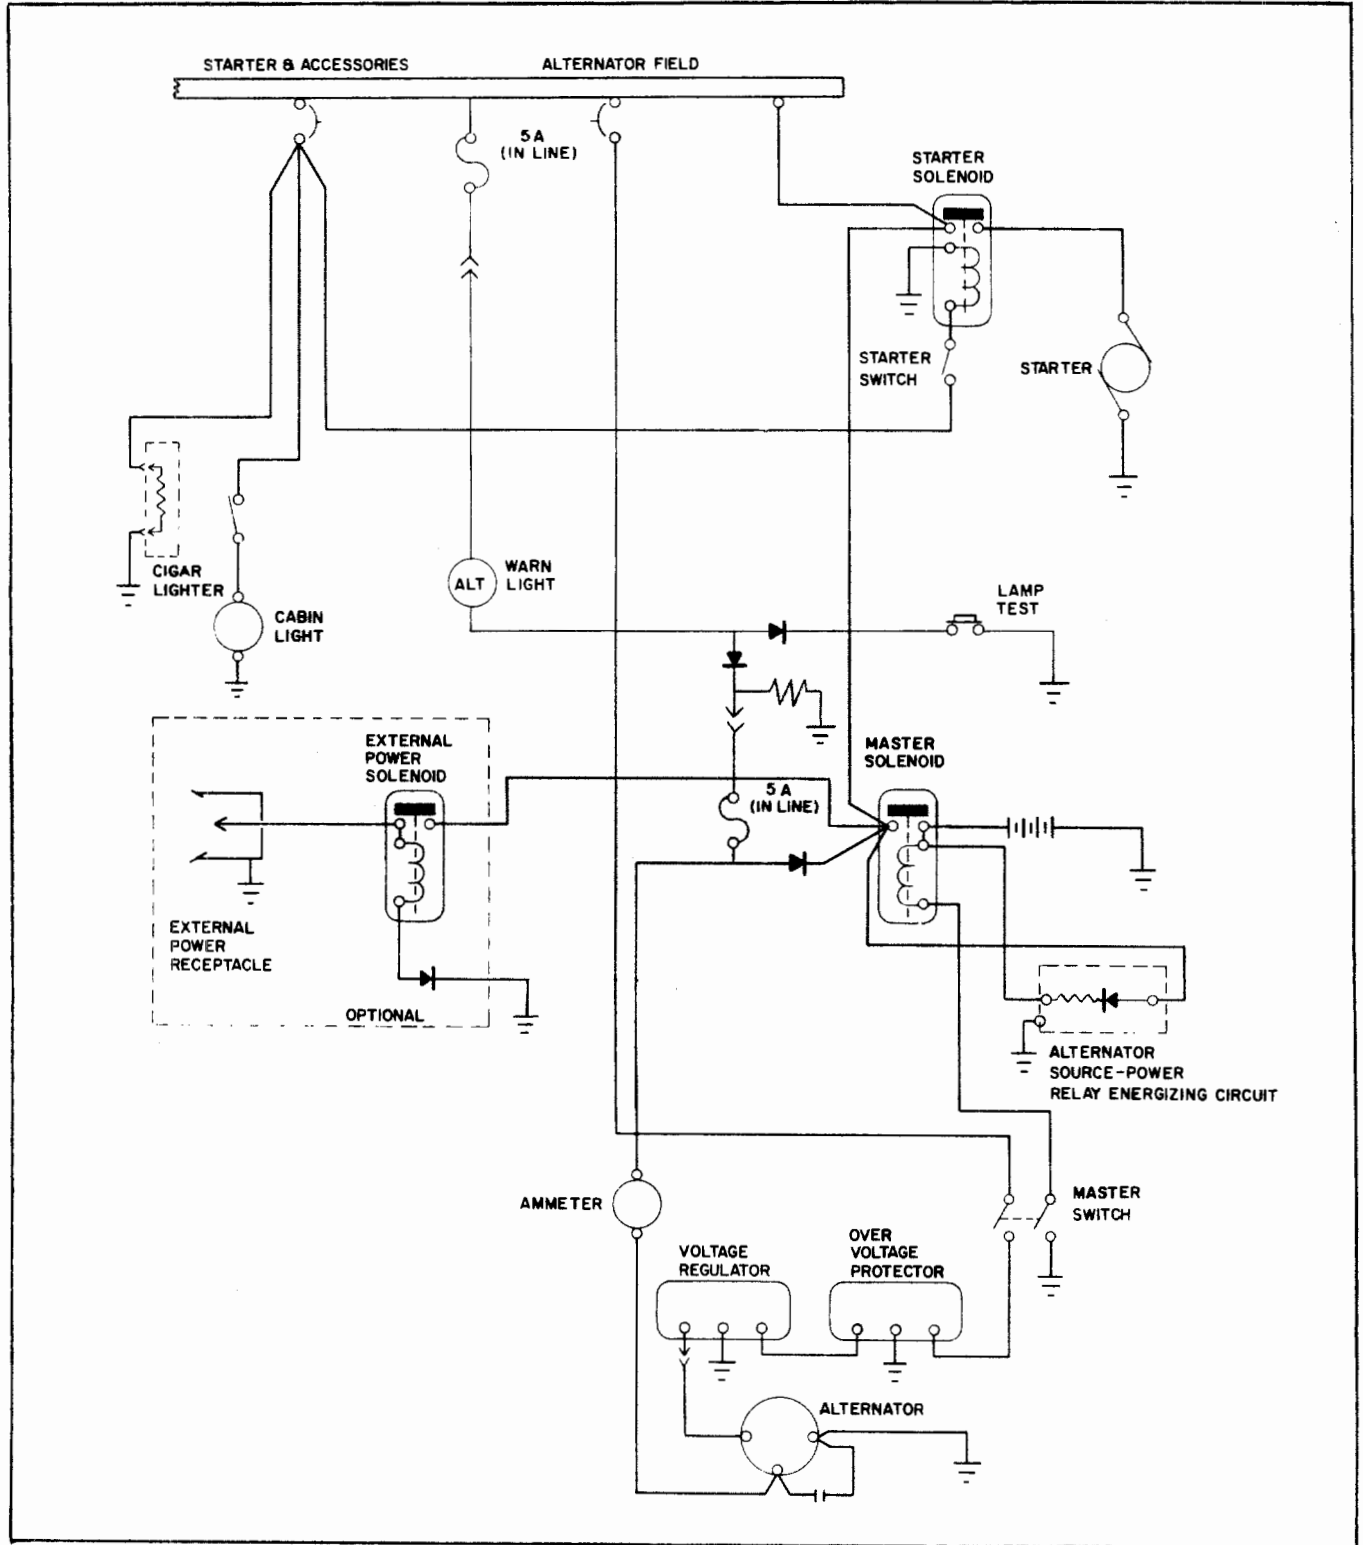 STARTER & ACCESSORIES
ALTERNATOR FIELD
5A
(IN LINE)
STARTER
SOLENOID
STARTER
SWITCH
STARTER
CIGAR
LIGHTER
CABIN
LIGHT
ALT
WARN
LIGHT
LAMP
TEST
EXTERNAL
POWER
SOLENOID
MASTER
SOLENOID
5A
(IN LINE)
EXTERNAL
POWER
RECEPTACLE
OPTIONAL
ALTERNATOR
SOURCE-POWER
RELAY ENERGIZING CIRCUIT
AMMETER
MASTER
SWITCH
VOLTAGE
REGULATOR
OVER
VOLTAGE
PROTECTOR
ALTERNATOR